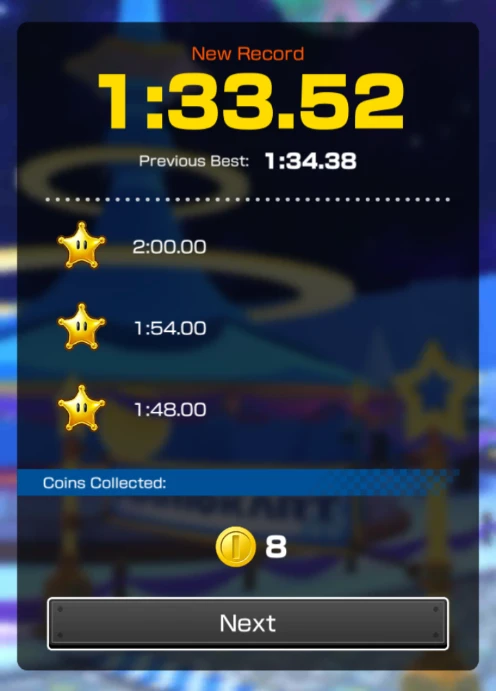 New Record
1:33.52
Previous Best: 1:34.38
2:00.00
1:54.00
1:48.00
Coins Collected:
8
Next